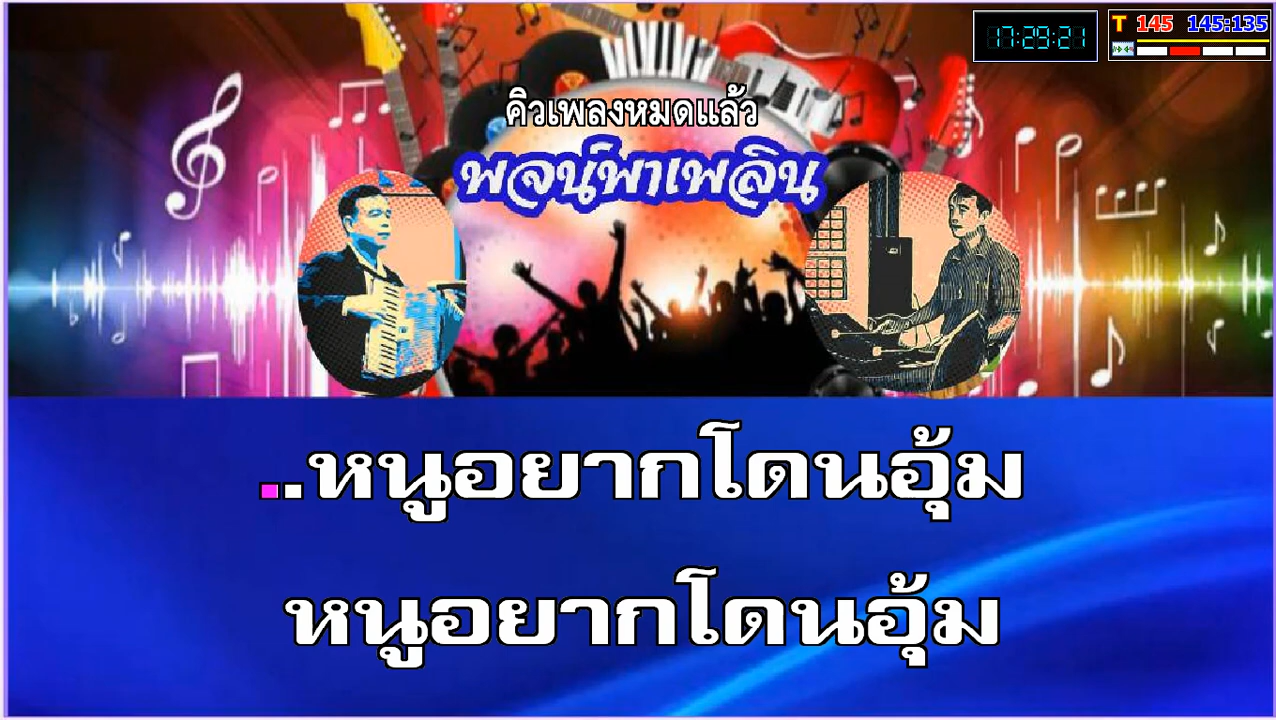 17:29:21
T 145 145:135
คิวเพลงหมดแล้ว
พจน์พาเพลิน
..หนูอยากโดนอุ้ม
หนูอยากโดนอุ้ม